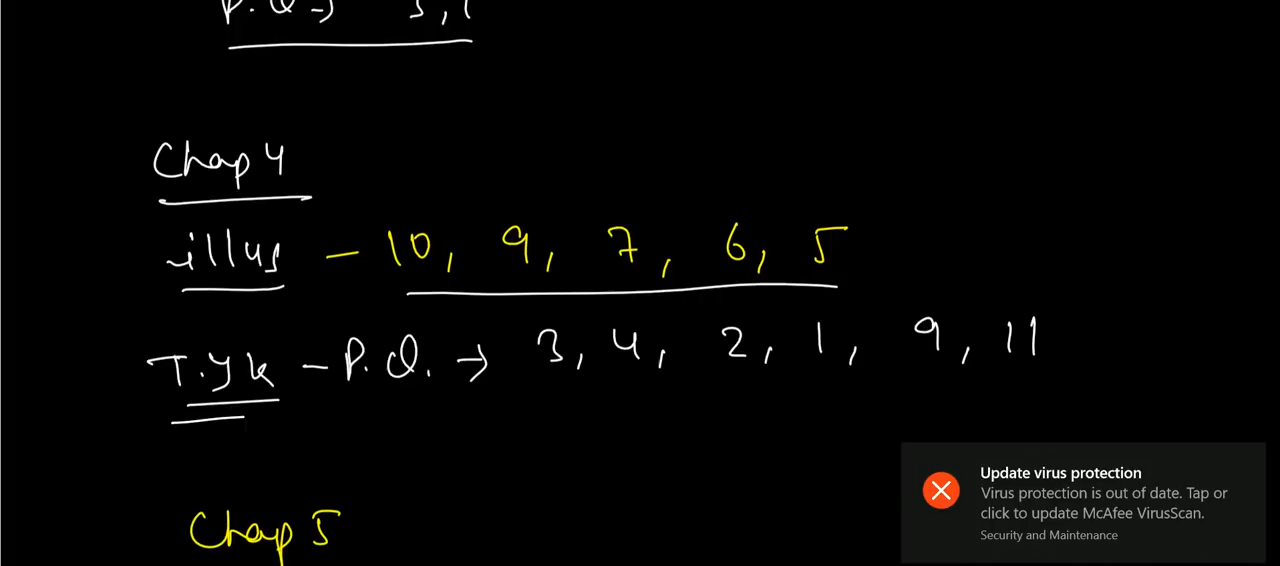 P.Q →
Chap 4
illus - 10, 9, 7, 6, 5
T.Yk - P.Q. → 3, 4, 2, 1, 9, 11
Chap 5
Update virus protection
Virus protection is out of date. Tap or
click to update McAfee VirusScan.
Security and Maintenance